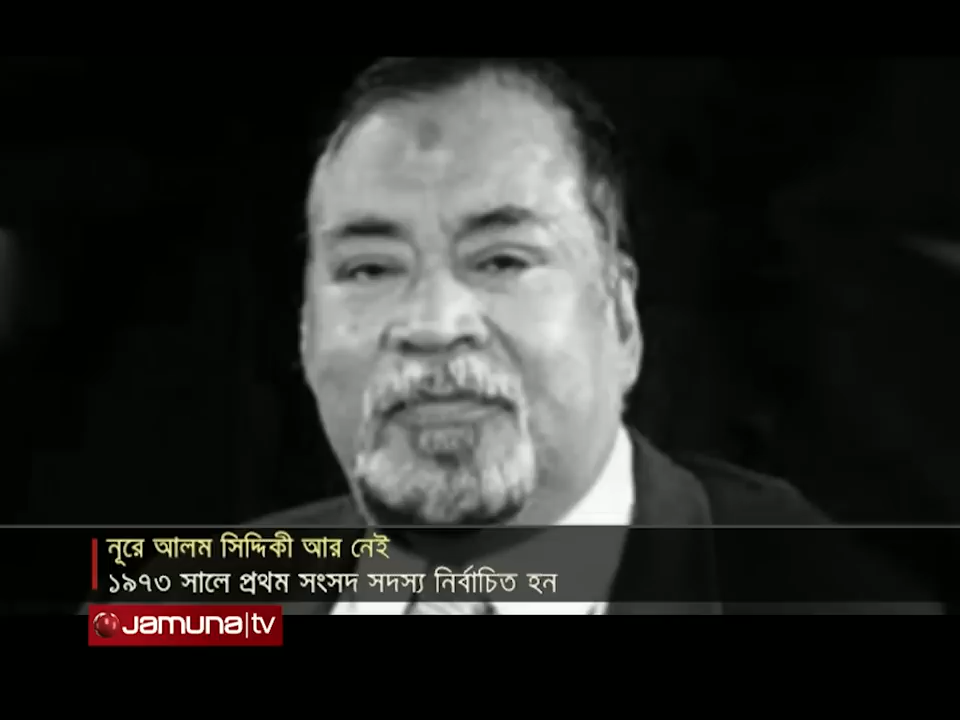 নূরে আলম সিদ্দিকী আর নেই
১৯৭৩ সালে প্রথম সংসদ সদস্য নির্বাচিত হন
Jamuna|tv